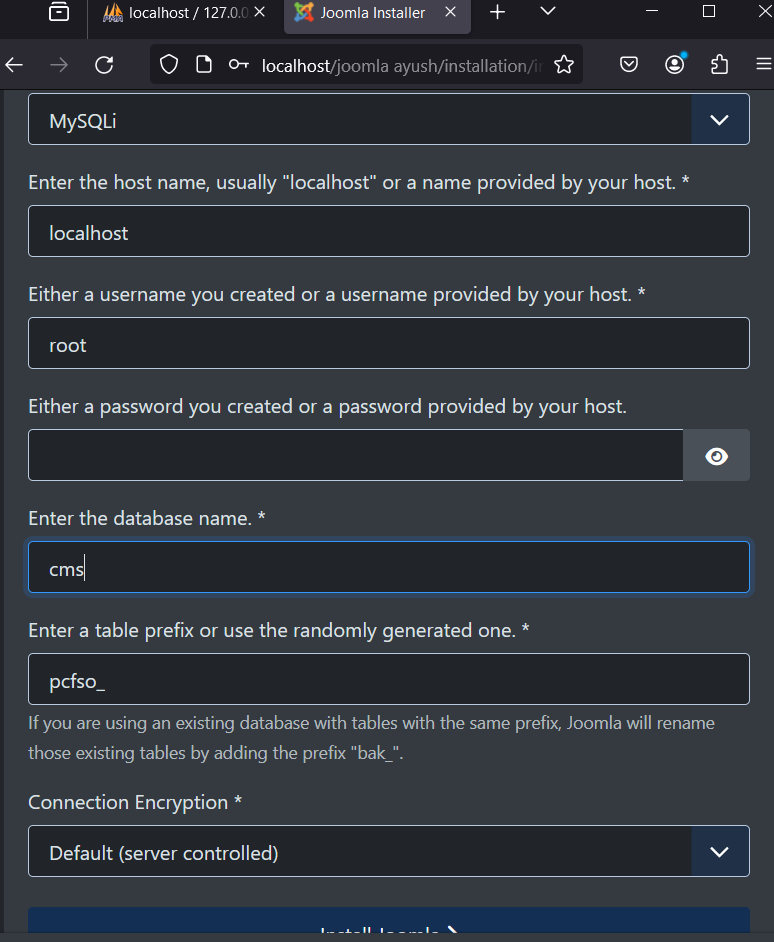 localhost / 127.0.0
Joomla Installer
localhost/joomla ayush/installation/i
MySQLi
Enter the host name, usually "localhost" or a name provided by your host. *
localhost
Either a username you created or a username provided by your host. *
root
Either a password you created or a password provided by your host.
Enter the database name. *
cms
Enter a table prefix or use the randomly generated one. *
pcfso_
If you are using an existing database with tables with the same prefix, Joomla will rename
those existing tables by adding the prefix "bak_".
Connection Encryption *
Default (server controlled)
Install Joomla